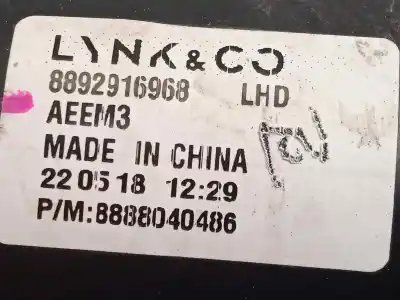 LYNK & CO
8892916968 LHD
AEEM3
MADE IN CHINA
22 05 18 12:29
P/M:8888040486